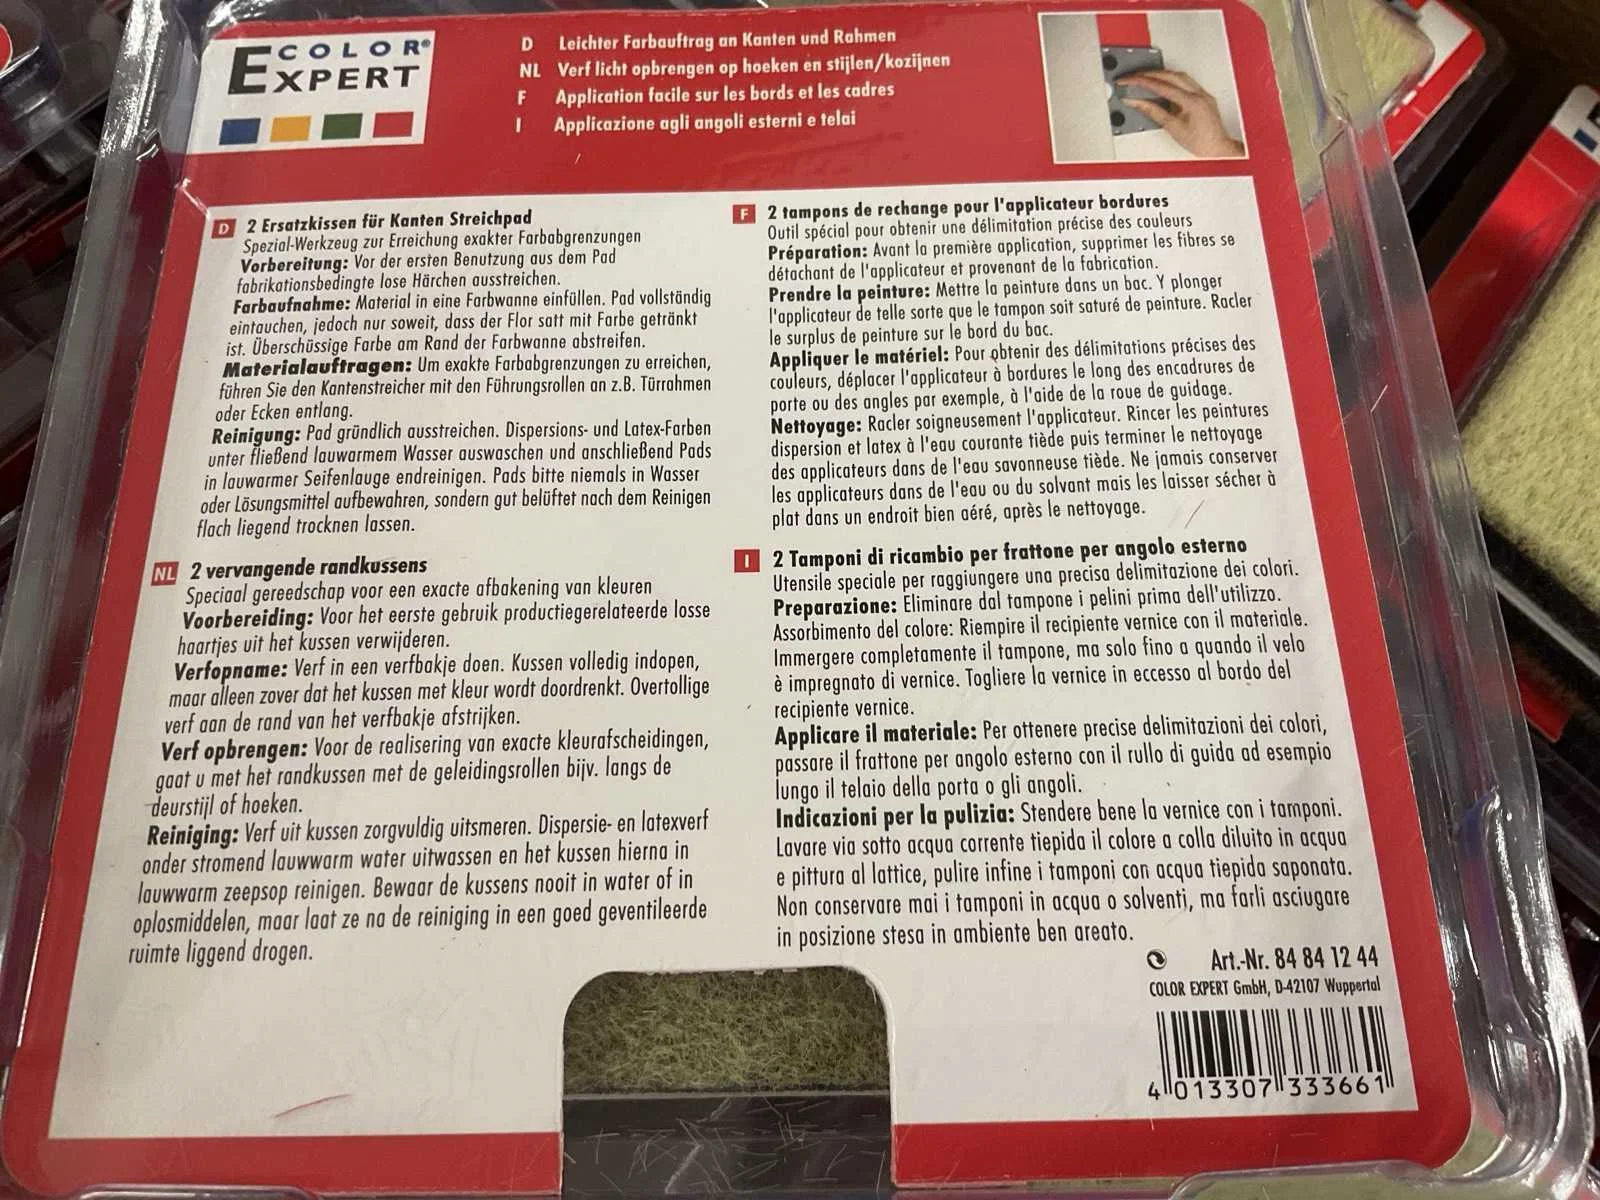 COLOR®
EXPERT
D Leichter Farbauftrag an Kanten und Rahmen
NL Verf licht opbrengen op hoeken en stijlen/kozijnen
F Application facile sur les bords et les cadres
I Applicazione agli angoli esterni e telai
D 2 Ersatzkissen für Kanten Streichpad
Spezial-Werkzeug zur Erreichung exakter Farbabgrenzungen
Vorbereitung: Vor der ersten Benutzung aus dem Pad
fabrikationsbedingte lose Härchen ausstreichen.
Farbaufnahme: Material in eine Farbwanne einfüllen. Pad vollständig
eintauchen, jedoch nur soweit, dass der Flor satt mit Farbe getränkt
ist. Überschüssige Farbe am Rand der Farbwanne abstreifen.
Materialauftragen: Um exakte Farbabgrenzungen zu erreichen,
führen Sie den Kantenstreicher mit den Führungsrollen an z.B. Türrahmen
oder Ecken entlang.
Reinigung: Pad gründlich ausstreichen. Dispersions- und Latex-Farben
unter fließend lauwarmem Wasser auswaschen und anschließend Pads
in lauwarmer Seifenlauge endreinigen. Pads bitte niemals in Wasser
oder Lösungsmittel aufbewahren, sondern gut belüftet nach dem Reinigen
flach liegend trocknen lassen.
NL 2 vervangende randkussens
Speciaal gereedschap voor een exacte afbakening van kleuren
Voorbereiding: Voor het eerste gebruik productiegerelateerde losse
haartjes uit het kussen verwijderen.
Verfopname: Verf in een verfbakje doen. Kussen volledig indopen,
maar alleen zover dat het kussen met kleur wordt doordrenkt. Overtollige
verf aan de rand van het verfbakje afstrijken.
Verf opbrengen: Voor de realisering van exacte kleurafscheidingen,
gaat u met het randkussen met de geleidingsrollen bijv. langs de
deurstijl of hoeken.
Reiniging: Verf uit kussen zorgvuldig uitsmeren. Dispersie- en latexverf
onder stromend lauwwarm water uitwassen en het kussen hierna in
lauwwarm zeepsop reinigen. Bewaar de kussens nooit in water of in
oplosmiddelen, maar laat ze na de reiniging in een goed geventileerde
ruimte liggend drogen.
F 2 tampons de rechange pour l'applicateur bordures
Outil spécial pour obtenir une délimitation précise des couleurs
Préparation: Avant la première application, supprimer les fibres se
détachant de l'applicateur et provenant de la fabrication.
Prendre la peinture: Mettre la peinture dans un bac. Y plonger
l'applicateur de telle sorte que le tampon soit saturé de peinture. Racler
le surplus de peinture sur le bord du bac.
Appliquer le matériel: Pour obtenir des délimitations précises des
couleurs, déplacer l'applicateur à bordures le long des encadrures de
porte ou des angles par exemple, à l'aide de la roue de guidage.
Nettoyage: Racler soigneusement l'applicateur. Rincer les peintures
dispersion et latex à l'eau courante tiède puis terminer le nettoyage
des applicateurs dans de l'eau savonneuse tiède. Ne jamais conserver
les applicateurs dans de l'eau ou du solvant mais les laisser sécher à
plat dans un endroit bien aéré, après le nettoyage.
I 2 Tamponi di ricambio per frattone per angolo esterno
Utensile speciale per raggiungere una precisa delimitazione dei colori.
Preparazione: Eliminare dal tampone i pelini prima dell'utilizzo.
Assorbimento del colore: Riempire il recipiente vernice con il materiale.
Immergere completamente il tampone, ma solo fino a quando il velo
è impregnato di vernice. Togliere la vernice in eccesso al bordo del
recipiente vernice.
Applicare il materiale: Per ottenere precise delimitazioni dei colori,
passare il frattone per angolo esterno con il rullo di guida ad esempio
lungo il telaio della porta o gli angoli.
Indicazioni per la pulizia: Stendere bene la vernice con i tamponi.
Lavare via sotto acqua corrente tiepida il colore a colla diluito in acqua
e pittura al lattice, pulire infine i tamponi con acqua tiepida saponata.
Non conservare mai i tamponi in acqua o solventi, ma farli asciugare
in posizione stesa in ambiente ben areato.
Art.-Nr. 84 84 12 44
COLOR EXPERT GmbH, D-42107 Wuppertal
4 013307 333661